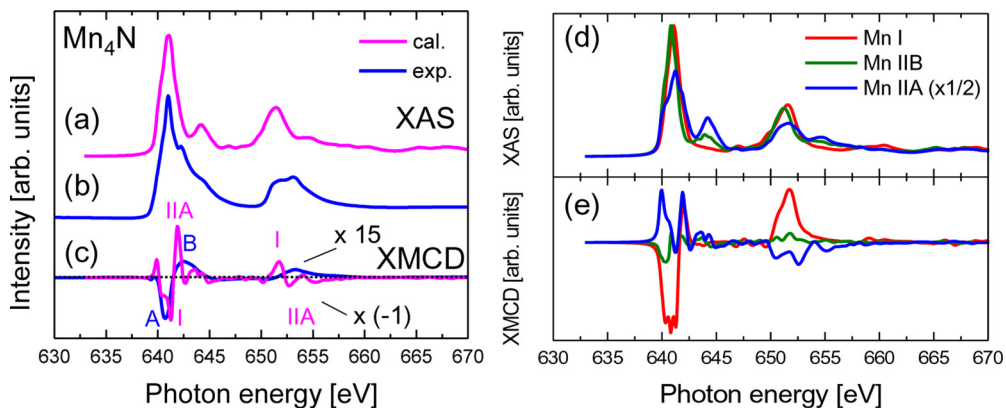 Mn₄N
cal.
exp.
(a)
XAS
(b)
IIA
B
I
x 15
(c)
XMCD
A
I
IIA
x (-1)
Intensity [arb. units]
630 635 640 645 650 655 660 665 670
Photon energy [eV]
(d)
Mn I
Mn IIB
Mn IIA (x1/2)
XAS [arb. units]
(e)
XMCD [arb. units]
630 635 640 645 650 655 660 665 670
Photon energy [eV]